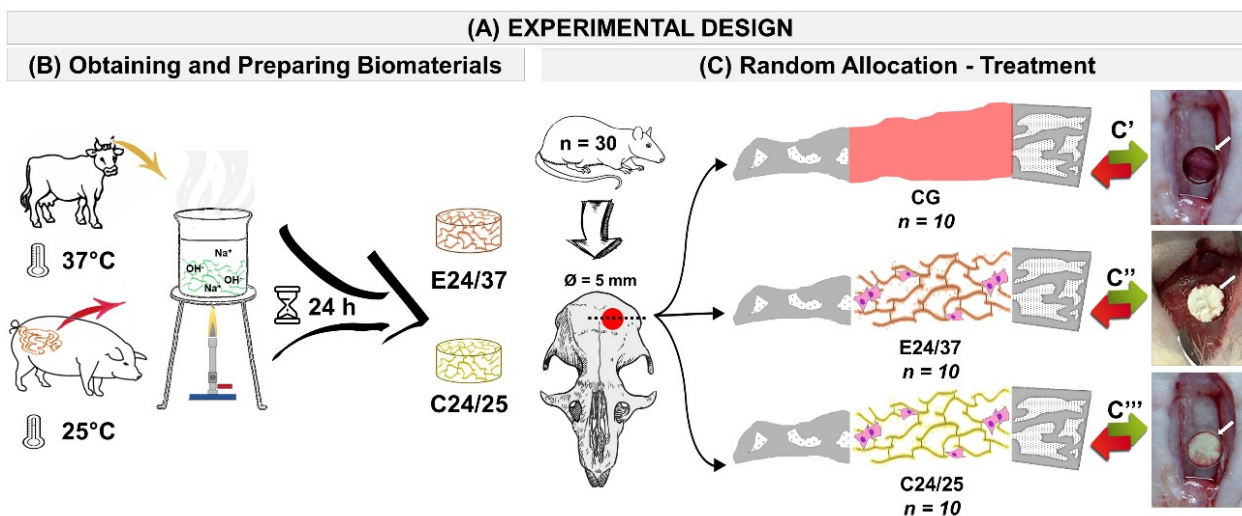 (A) EXPERIMENTAL DESIGN
(B) Obtaining and Preparing Biomaterials
37°C
25°C
Na⁺
OH⁻
OH⁻
Na⁺
24 h
E24/37
C24/25
(C) Random Allocation - Treatment
n = 30
Ø = 5 mm
CG
n = 10
C'
E24/37
n = 10
C''
C24/25
n = 10
C'''